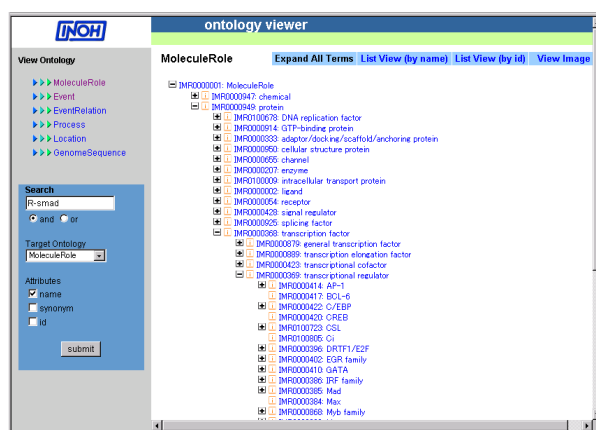 INOH
ontology viewer
View Ontology
MoleculeRole
Event
EventRelation
Process
Location
GenomeSequence
Search
R-smad
and or
Target Ontology
MoleculeRole
Attributes
name
synonym
id
submit
MoleculeRole Expand All Terms List View (by name) List View (by id) View Image
IMR0000001: MoleculeRole
IMR0000947: chemical
IMR0000949: protein
IMR0100678: DNA replication factor
IMR0000914: GTP-binding protein
IMR0000333: adaptor/docking/scaffold/anchoring protein
IMR0000950: cellular structure protein
IMR0000655: channel
IMR0000207: enzyme
IMR0100009: intracellular transport protein
IMR0000002: ligand
IMR0000054: receptor
IMR0000428: signal regulator
IMR0000925: splicing factor
IMR0000368: transcription factor
IMR0000879: general transcription factor
IMR0000889: transcription elongation factor
IMR0000423: transcriptional cofactor
IMR0000369: transcriptional regulator
IMR0000414: AP-1
IMR0000417: BCL-6
IMR0000422: C/EBP
IMR0000420: CREB
IMR0100723: CSL
IMR0100805: Ci
IMR0000396: DRTF1/E2F
IMR0000402: EGR family
IMR0000410: GATA
IMR0000386: IRF family
IMR0000385: Mad
IMR0000384: Max
IMR0000868: Myb family